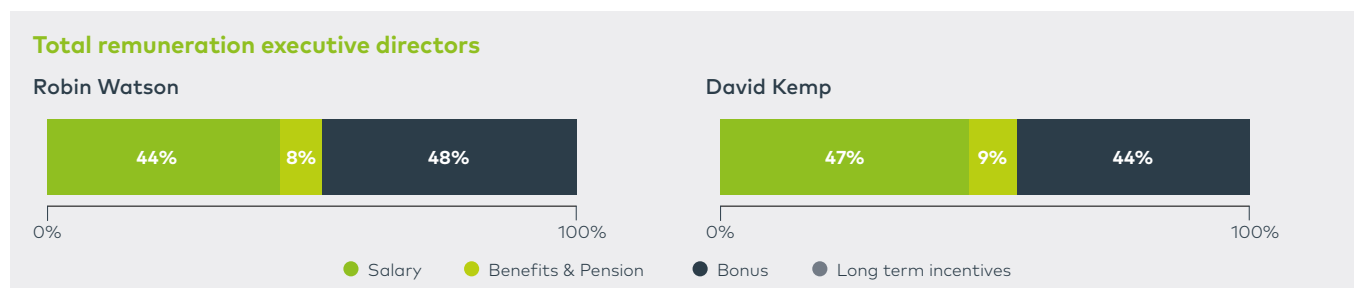 Total remuneration executive directors
Robin Watson
44% 8% 48%
0% 100%
David Kemp
47% 9% 44%
0% 100%
Salary Benefits & Pension Bonus Long term incentives